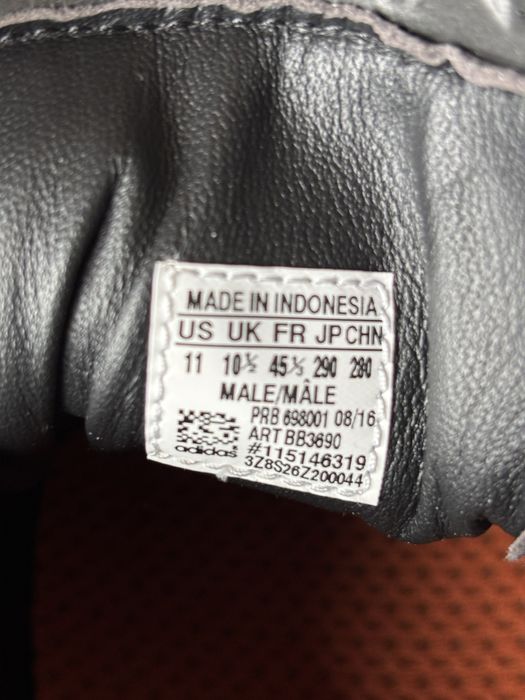 MADE IN INDONESIA
US UK FR JP CHN
11 10½ 45⅓ 290 280
MALE/MÂLE
PRB 698001 08/16
ART BB3690
adidas #115146319
3Z8S26Z200044